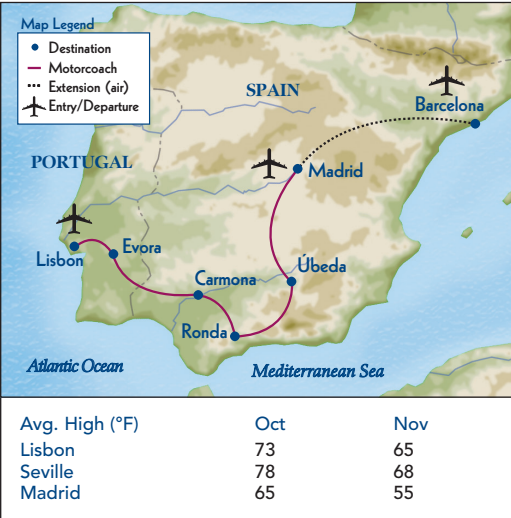 Map Legend
Destination
Motorcoach
Extension (air)
Entry/Departure
SPAIN
Barcelona
PORTUGAL
Madrid
Lisbon
Evora
Carmona
Úbeda
Ronda
Atlantic Ocean
Mediterranean Sea
Avg. High (°F) Oct Nov
Lisbon 73 65
Seville 78 68
Madrid 65 55